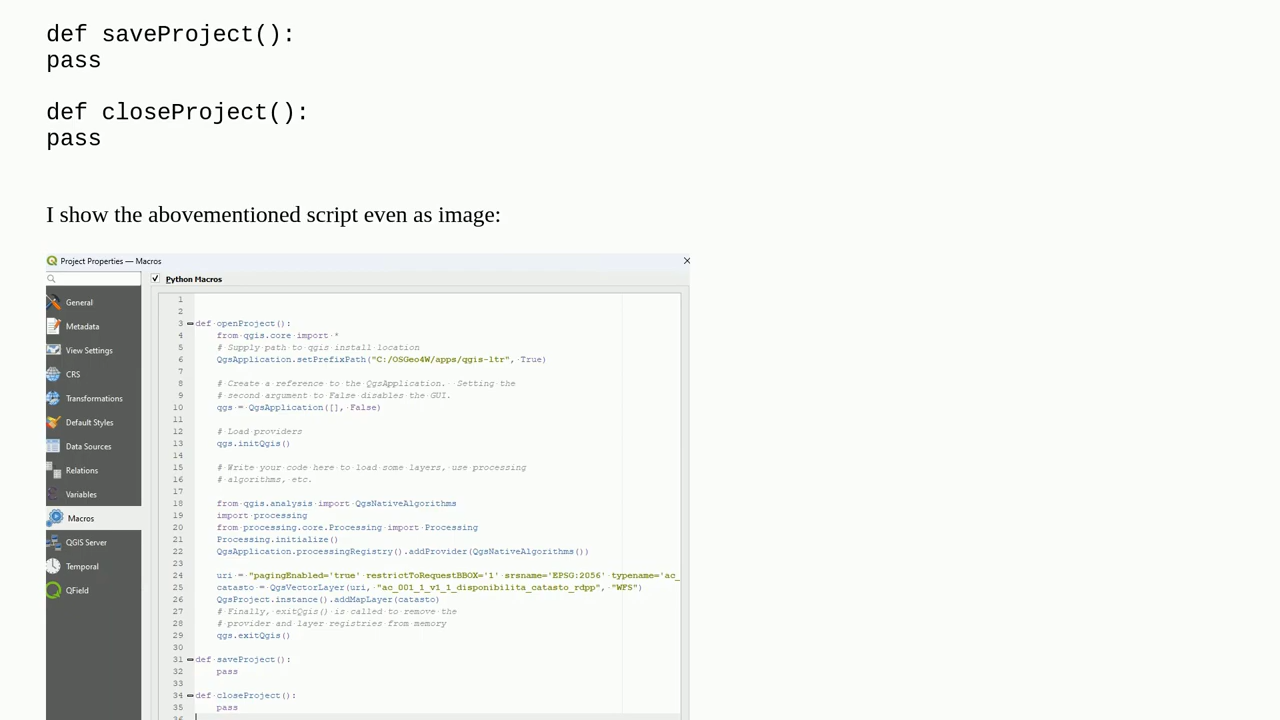 def saveProject():
pass
def closeProject():
pass
I show the abovementioned script even as image:
Project Properties — Macros
Python Macros
General
Metadata
View Settings
CRS
Transformations
Default Styles
Data Sources
Relations
Variables
Macros
QGIS Server
Temporal
QField
1
2
3 def openProject():
4 from qgis.core import *
5 # Supply path to qgis install location
6 QgsApplication.setPrefixPath("C:/OSGeo4W/apps/qgis-ltr", True)
7
8 # Create a reference to the QgsApplication.  Setting the
9 # second argument to False disables the GUI.
10 qgs = QgsApplication([], False)
11
12 # Load providers
13 qgs.initQgis()
14
15 # Write your code here to load some layers, use processing
16 # algorithms, etc.
17
18 from qgis.analysis import QgsNativeAlgorithms
19 import processing
20 from processing.core.Processing import Processing
21 Processing.initialize()
22 QgsApplication.processingRegistry().addProvider(QgsNativeAlgorithms())
23
24 uri = "pagingEnabled='true' restrictToRequestBBOX='1' srsname='EPSG:2056' typename='ac_
25 catasto = QgsVectorLayer(uri, "ac_001_1_v1_1_disponibilita_catasto_rdpp", "WFS")
26 QgsProject.instance().addMapLayer(catasto)
27 # Finally, exitQgis() is called to remove the
28 # provider and layer registries from memory
29 qgs.exitQgis()
30
31 def saveProject():
32 pass
33
34 def closeProject():
35 pass
36